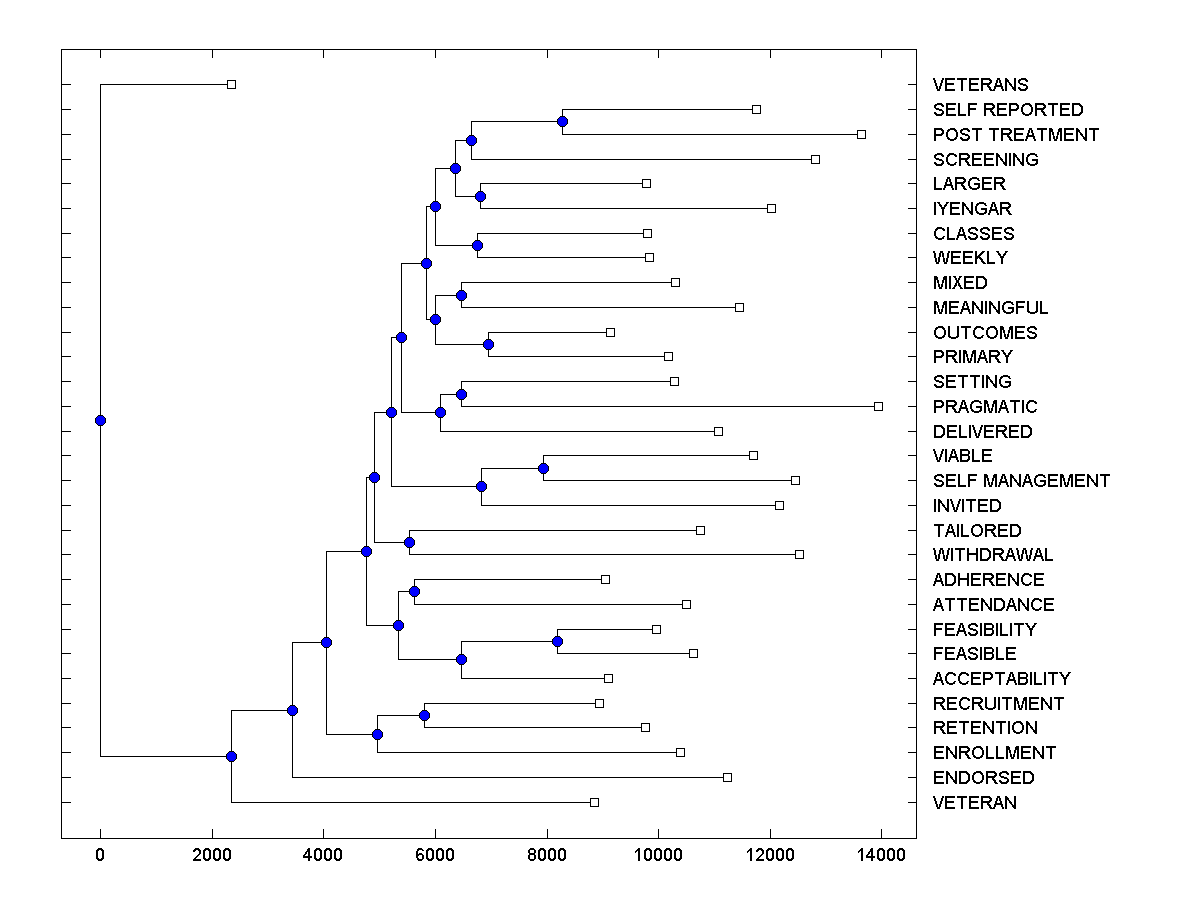 VETERANS
SELF REPORTED
POST TREATMENT
SCREENING
LARGER
IYENGAR
CLASSES
WEEKLY
MIXED
MEANINGFUL
OUTCOMES
PRIMARY
SETTING
PRAGMATIC
DELIVERED
VIABLE
SELF MANAGEMENT
INVITED
TAILORED
WITHDRAWAL
ADHERENCE
ATTENDANCE
FEASIBILITY
FEASIBLE
ACCEPTABILITY
RECRUITMENT
RETENTION
ENROLLMENT
ENDORSED
VETERAN
0 2000 4000 6000 8000 10000 12000 14000